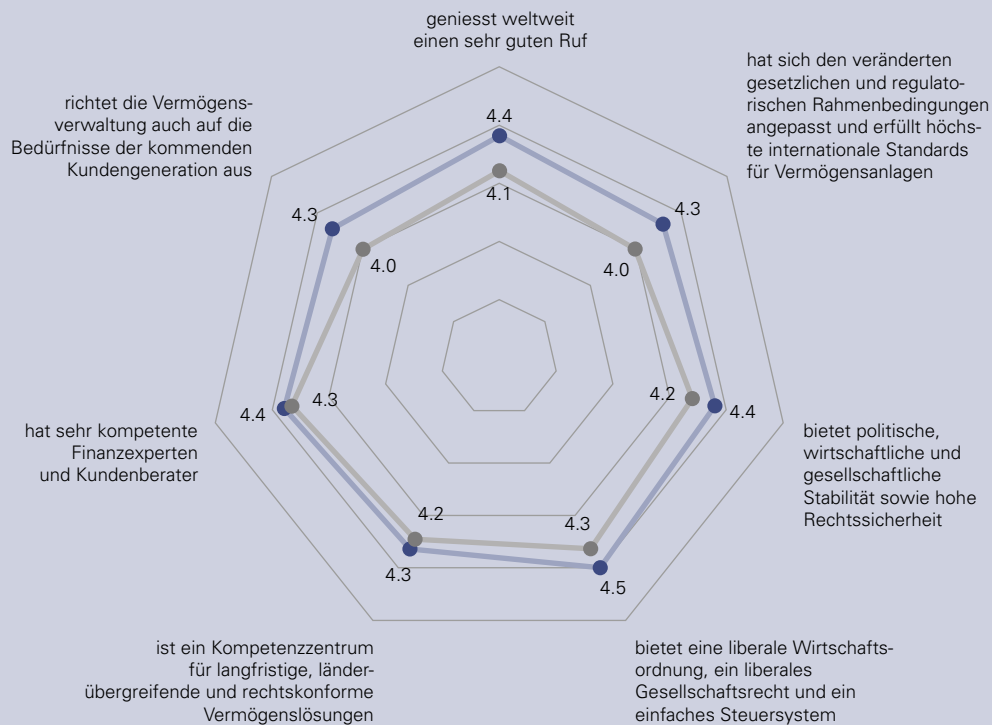 geniesst weltweit
einen sehr guten Ruf
hat sich den veränderten
gesetzlichen und regulato-
rischen Rahmenbedingungen
angepasst und erfüllt höchs-
te internationale Standards
für Vermögensanlagen
richtet die Vermögens-
verwaltung auch auf die
Bedürfnisse der kommenden
Kundengeneration aus
4.4
4.1
4.3
4.0
4.3
4.0
4.4
4.3
4.2
4.4
hat sehr kompetente
Finanzexperten
und Kundenberater
bietet politische,
wirtschaftliche und
gesellschaftliche
Stabilität sowie hohe
Rechtssicherheit
4.2
4.3
4.3
4.5
ist ein Kompetenzzentrum
für langfristige, länder-
übergreifende und rechtskonforme
Vermögenslösungen
bietet eine liberale Wirtschafts-
ordnung, ein liberales
Gesellschaftsrecht und ein
einfaches Steuersystem